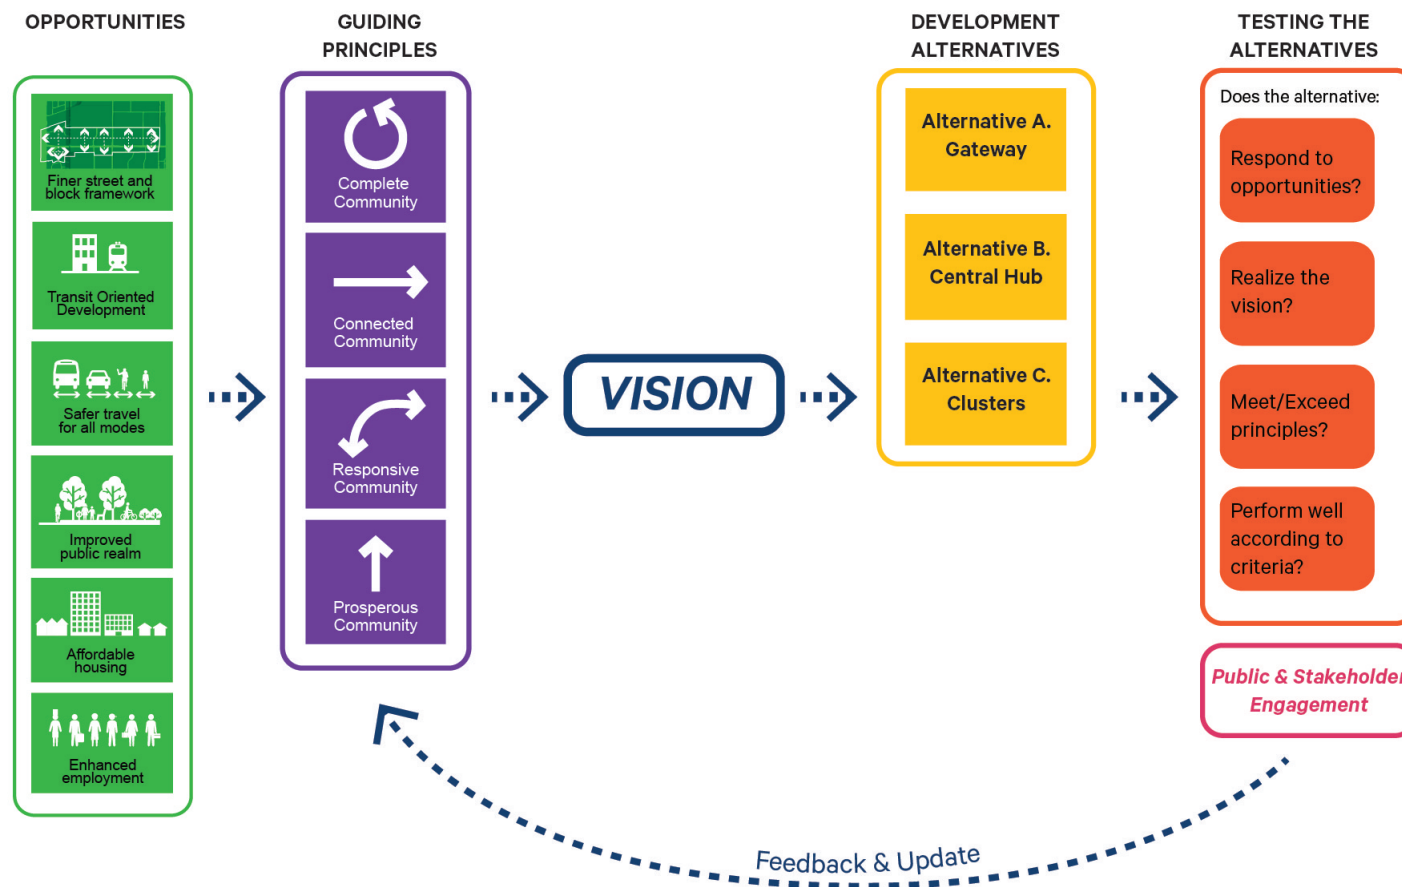 OPPORTUNITIES
Finer street and
block framework
Transit Oriented
Development
Safer travel
for all modes
Improved
public realm
Affordable
housing
Enhanced
employment
GUIDING
PRINCIPLES
Complete
Community
Connected
Community
Responsive
Community
Prosperous
Community
VISION
DEVELOPMENT
ALTERNATIVES
Alternative A.
Gateway
Alternative B.
Central Hub
Alternative C.
Clusters
TESTING THE
ALTERNATIVES
Does the alternative:
Respond to
opportunities?
Realize the
vision?
Meet/Exceed
principles?
Perform well
according to
criteria?
Public & Stakeholder
Engagement
Feedback & Update